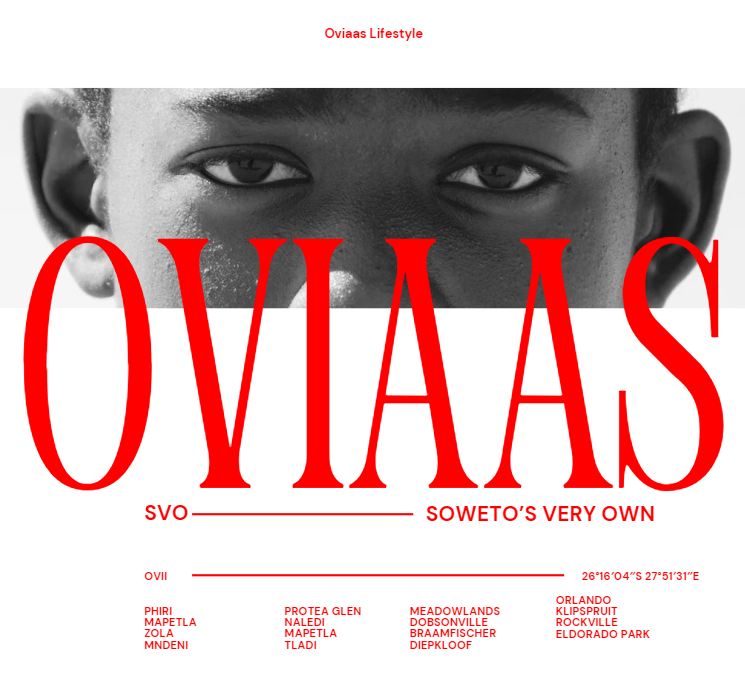 Oviaas Lifestyle
OVIAAS
SVO SOWETO’S VERY OWN
OVII 26°16’04”S 27°51’31”E
PHIRI
MAPETLA
ZOLA
MNDENI
PROTEA GLEN
NALEDI
MAPETLA
TLADI
MEADOWLANDS
DOBSONVILLE
BRAAMFISCHER
DIEPKLOOF
ORLANDO
KLIPSPRUIT
ROCKVILLE
ELDORADO PARK